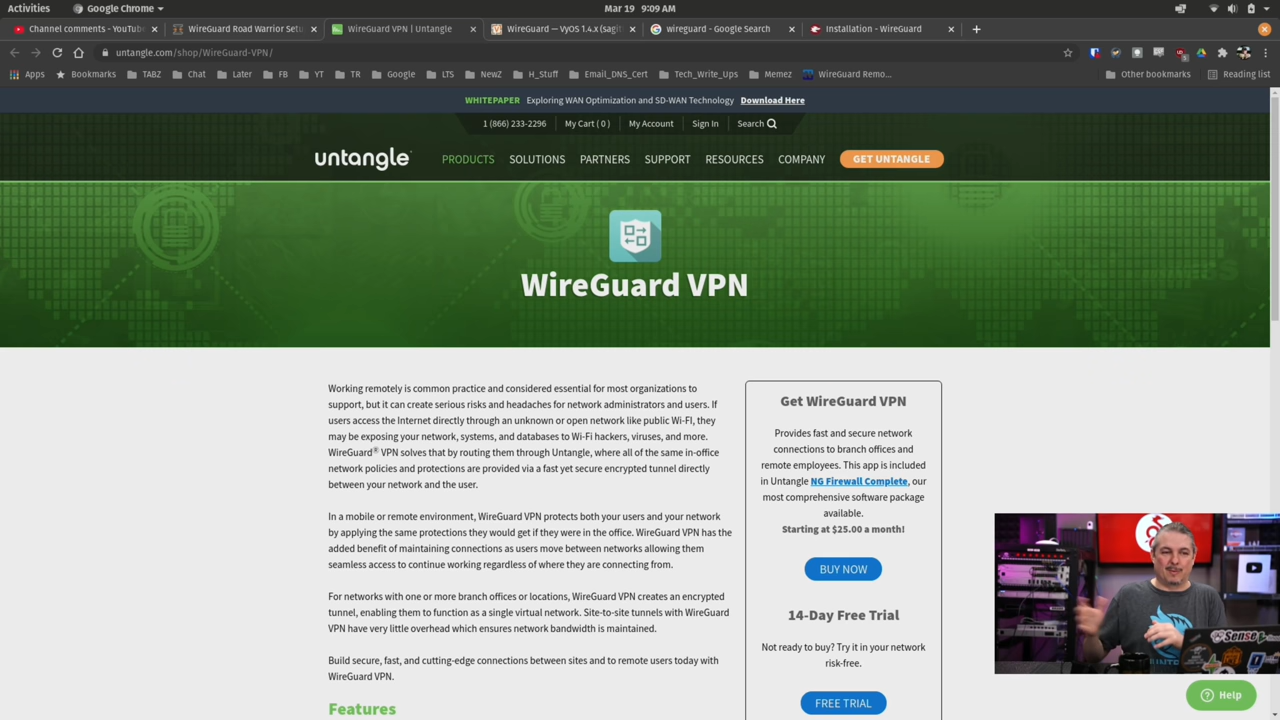 Activities
Google Chrome
Mar 19 9:09 AM
Channel comments - YouTub
WireGuard Road Warrior Setu
WireGuard VPN | Untangle
WireGuard — VyOS 1.4.x (sagit
wireguard - Google Search
Installation - WireGuard
untangle.com/shop/WireGuard-VPN/
Apps
Bookmarks
TABZ
Chat
Later
FB
YT
TR
Google
LTS
NewZ
H_Stuff
Email_DNS_Cert
Tech_Write_Ups
Memez
WireGuard Remo...
Other bookmarks
Reading list
WHITEPAPER Exploring WAN Optimization and SD-WAN Technology Download Here
1 (866) 233-2296
My Cart ( 0 )
My Account
Sign In
Search
untangle
PRODUCTS
SOLUTIONS
PARTNERS
SUPPORT
RESOURCES
COMPANY
GET UNTANGLE
WireGuard VPN
Working remotely is common practice and considered essential for most organizations to
support, but it can create serious risks and headaches for network administrators and users. If
users access the Internet directly through an unknown or open network like public Wi-FI, they
may be exposing your network, systems, and databases to Wi-Fi hackers, viruses, and more.
WireGuard® VPN solves that by routing them through Untangle, where all of the same in-office
network policies and protections are provided via a fast yet secure encrypted tunnel directly
between your network and the user.
In a mobile or remote environment, WireGuard VPN protects both your users and your network
by applying the same protections they would get if they were in the office. WireGuard VPN has the
added benefit of maintaining connections as users move between networks allowing them
seamless access to continue working regardless of where they are connecting from.
For networks with one or more branch offices or locations, WireGuard VPN creates an encrypted
tunnel, enabling them to function as a single virtual network. Site-to-site tunnels with WireGuard
VPN have very little overhead which ensures network bandwidth is maintained.
Build secure, fast, and cutting-edge connections between sites and to remote users today with
WireGuard VPN.
Features
Get WireGuard VPN
Provides fast and secure network
connections to branch offices and
remote employees. This app is included
in Untangle NG Firewall Complete, our
most comprehensive software package
available.
Starting at $25.00 a month!
BUY NOW
14-Day Free Trial
Not ready to buy? Try it in your network
risk-free.
FREE TRIAL
Help